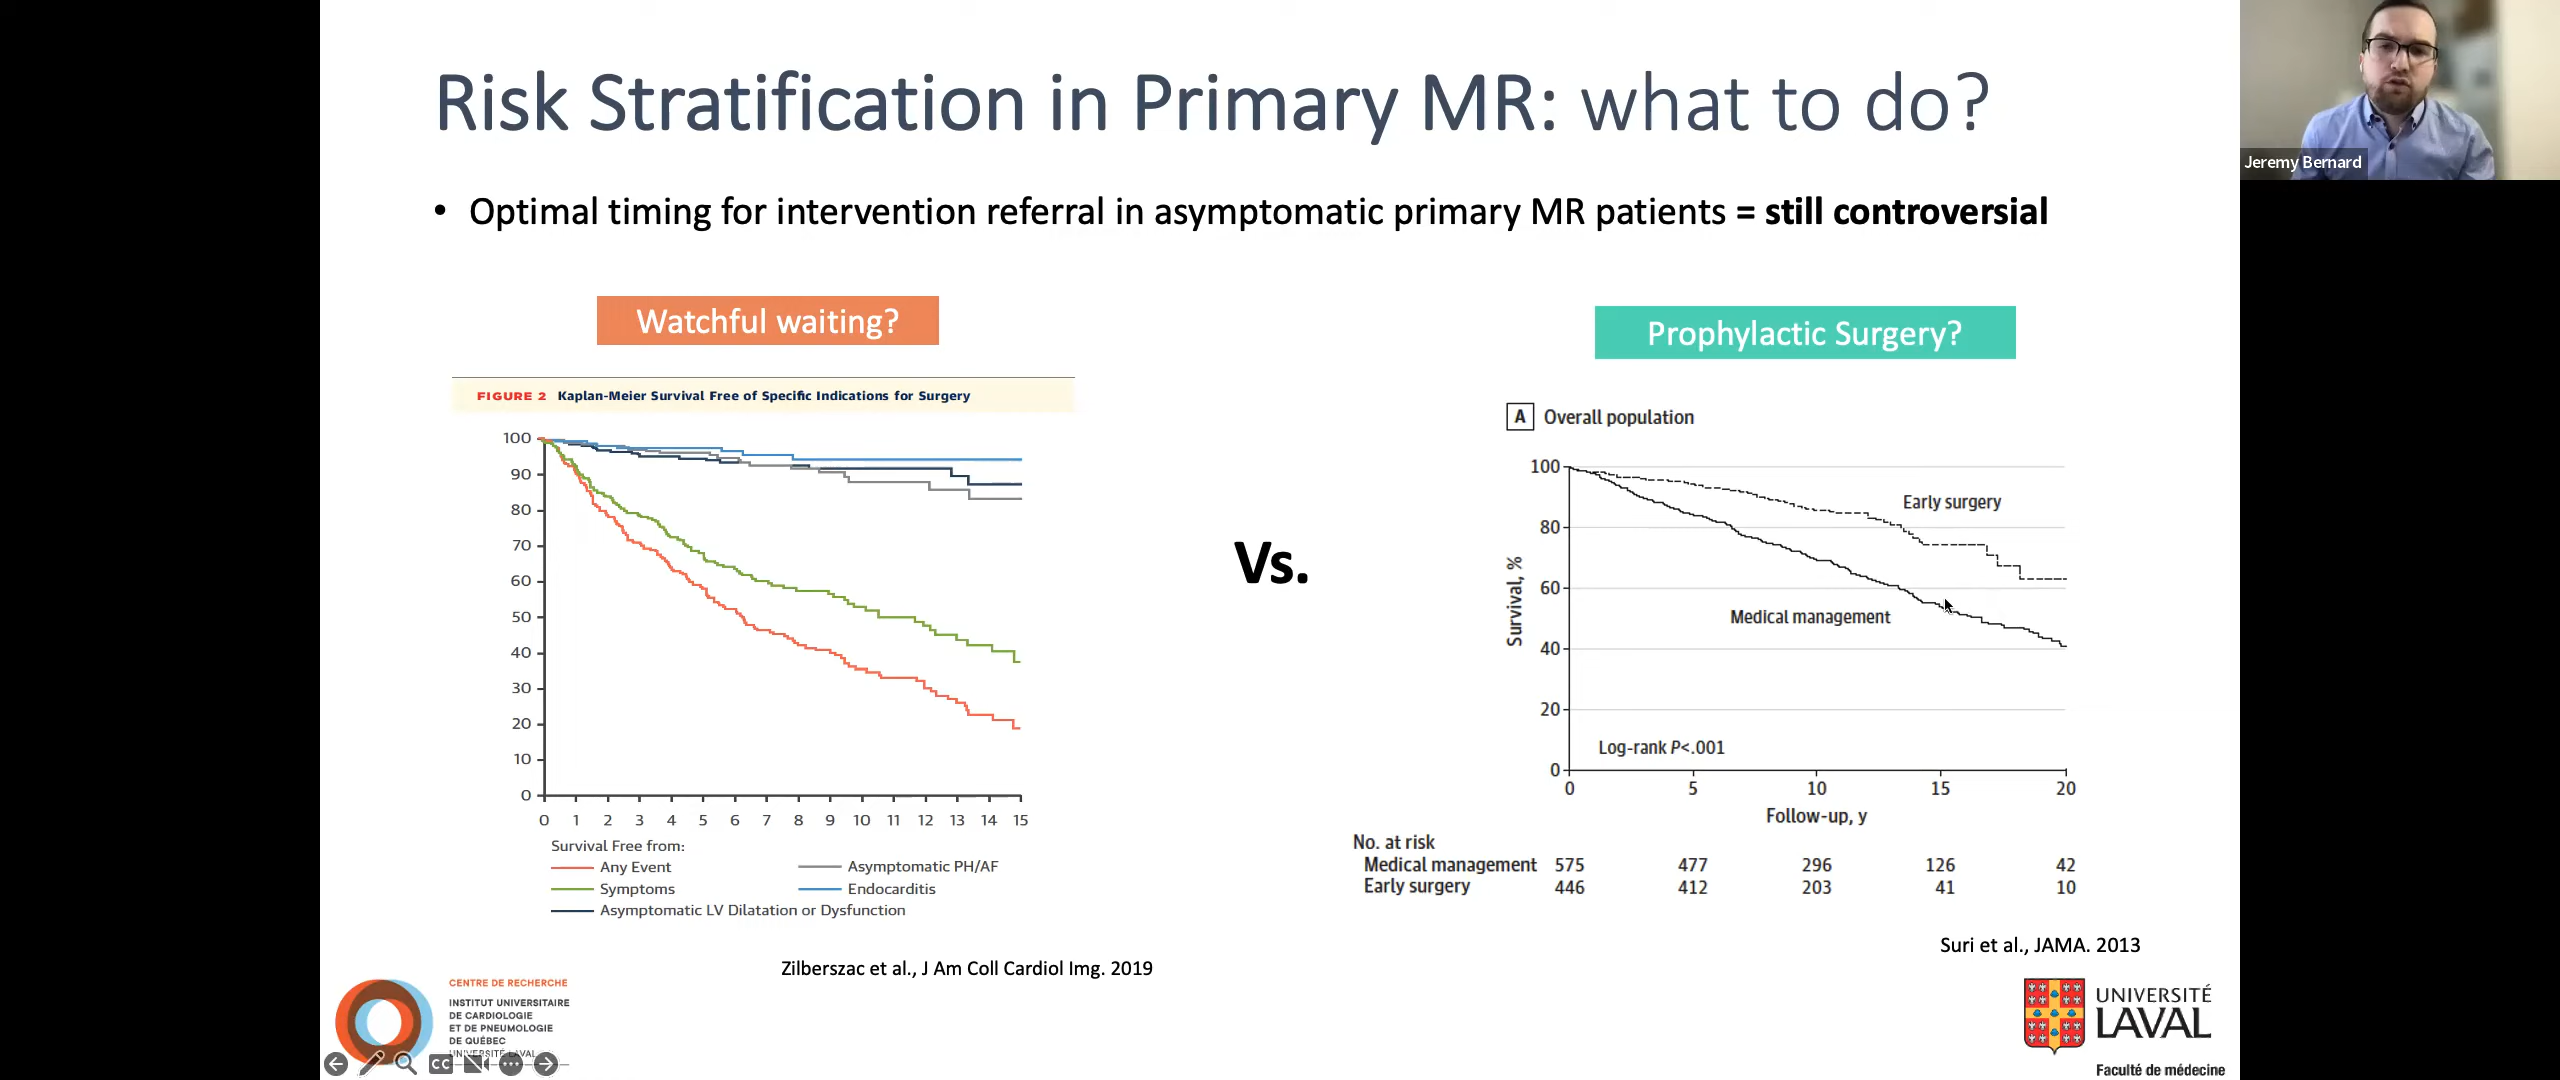 Risk Stratification in Primary MR: what to do?
Jeremy Bernard
• Optimal timing for intervention referral in asymptomatic primary MR patients = still controversial
Watchful waiting?
FIGURE 2 Kaplan-Meier Survival Free of Specific Indications for Surgery
100
90
80
70
60
50
40
30
20
10
0
0 1 2 3 4 5 6 7 8 9 10 11 12 13 14 15
Survival Free from:
Any Event
Asymptomatic PH/AF
Symptoms
Endocarditis
Asymptomatic LV Dilatation or Dysfunction
Zilberszac et al., J Am Coll Cardiol Img. 2019
Vs.
Prophylactic Surgery?
A Overall population
100
80
60
40
20
0
Survival, %
Early surgery
Medical management
Log-rank P<.001
0 5 10 15 20
Follow-up, y
No. at risk
Medical management 575 477 296 126 42
Early surgery 446 412 203 41 10
Suri et al., JAMA. 2013
CENTRE DE RECHERCHE
INSTITUT UNIVERSITAIRE
DE CARDIOLOGIE
ET DE PNEUMOLOGIE
DE QUÉBEC
UNIVERSITÉ LAVAL
CC
UNIVERSITÉ
LAVAL
Faculté de médecine